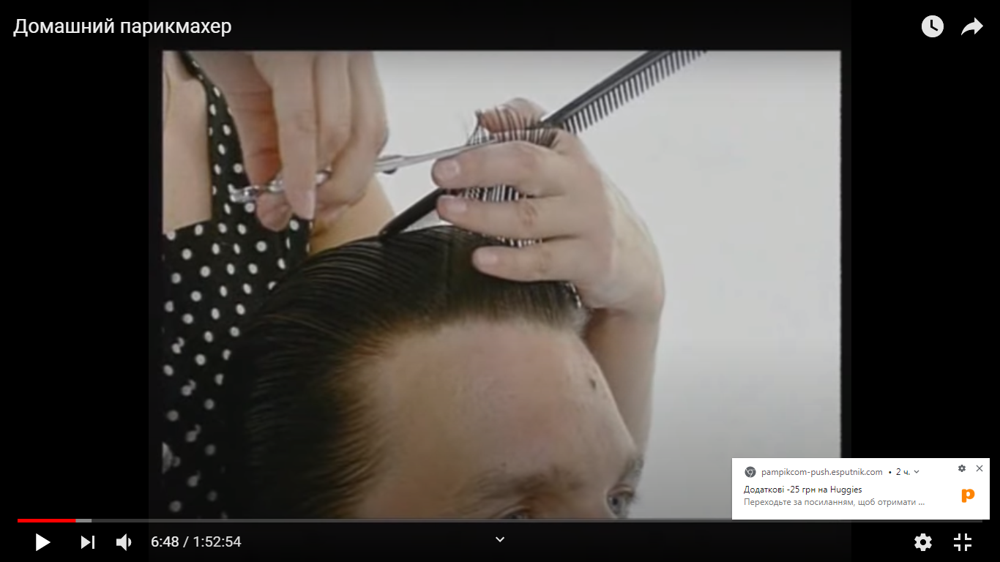 Домашний парикмахер
pampikcom-push.esputnik.com • 2 ч.
Додаткові -25 грн на Huggies
Переходьте за посиланням, щоб отримати ...
p
6:48 / 1:52:54